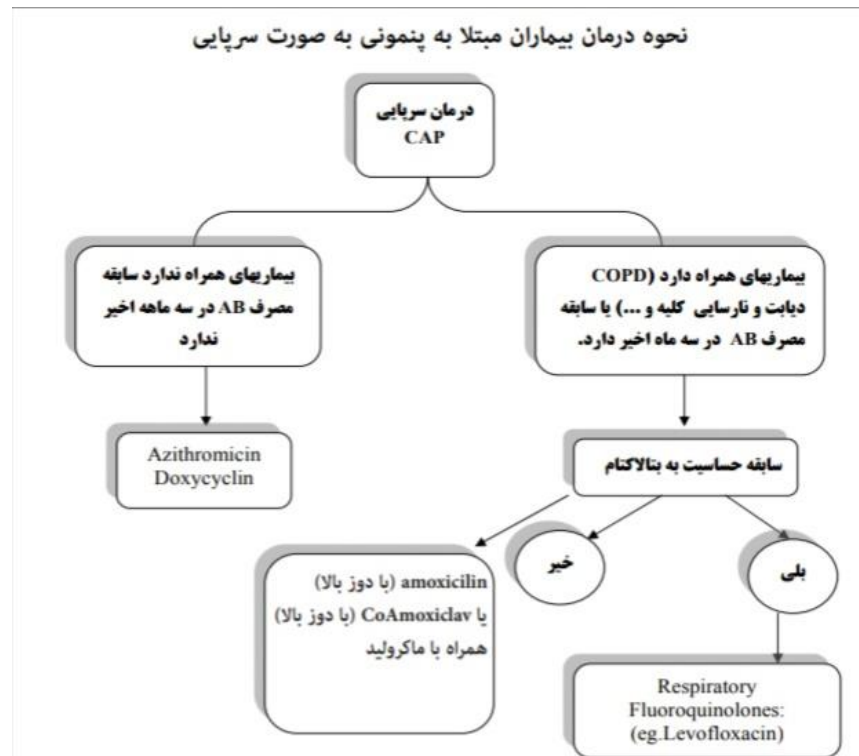 نحوه درمان بیماران مبتلا به پنمونی به صورت سرپایی
درمان سرپایی
CAP
بیماریهای همراه دارد (COPD
دیابت و نارسایی کلیه و ...) یا سابقه
مصرف AB در سه ماه اخیر دارد.
بیماریهای همراه ندارد سابقه
مصرف AB در سه ماهه اخیر
ندارد
Azithromicin
Doxycyclin
سابقه حساسیت به بتالاکتام
بلی
خیر
amoxicilin (با دوز بالا)
یا CoAmoxiclav (با دوز بالا)
همراه با ماکرولید
Respiratory
Fluoroquinolones:
(eg.Levofloxacin)